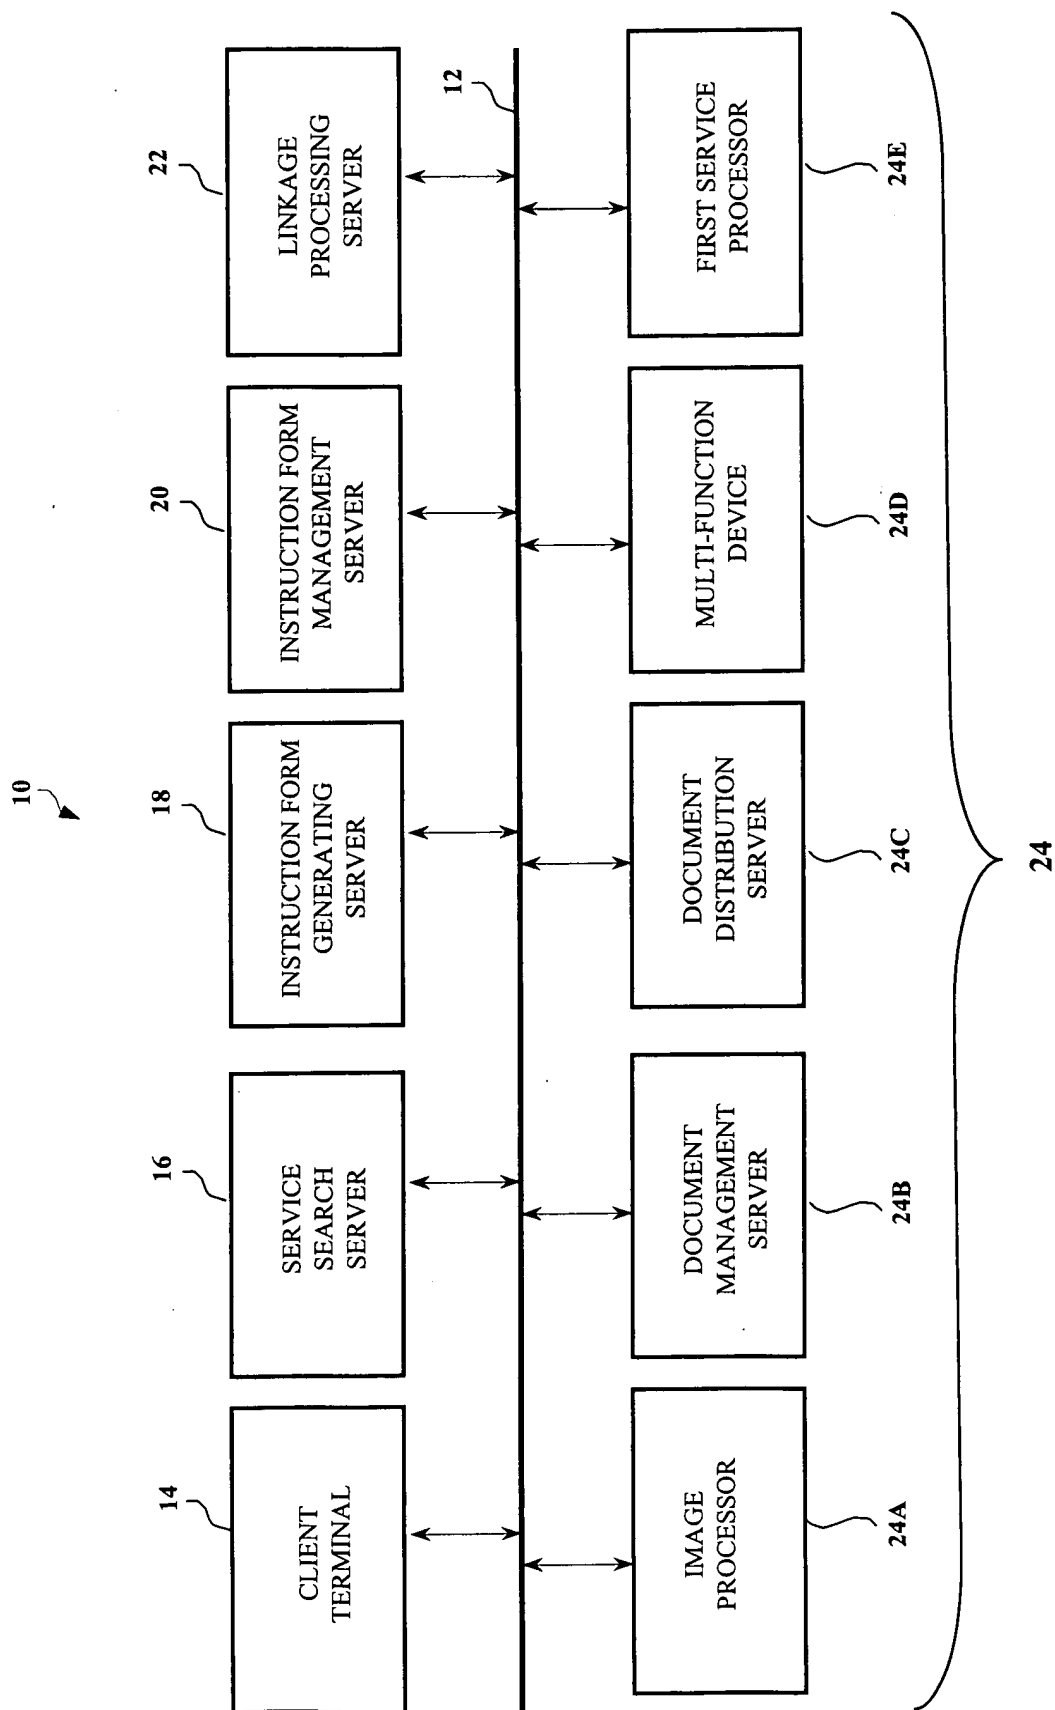 10
14
16
18
20
22
CLIENT
TERMINAL
SERVICE
SEARCH
SERVER
INSTRUCTION FORM
GENERATING
SERVER
INSTRUCTION FORM
MANAGEMENT
SERVER
LINKAGE
PROCESSING
SERVER
12
IMAGE
PROCESSOR
DOCUMENT
MANAGEMENT
SERVER
DOCUMENT
DISTRIBUTION
SERVER
MULTI-FUNCTION
DEVICE
FIRST SERVICE
PROCESSOR
24A
24B
24C
24D
24E
24